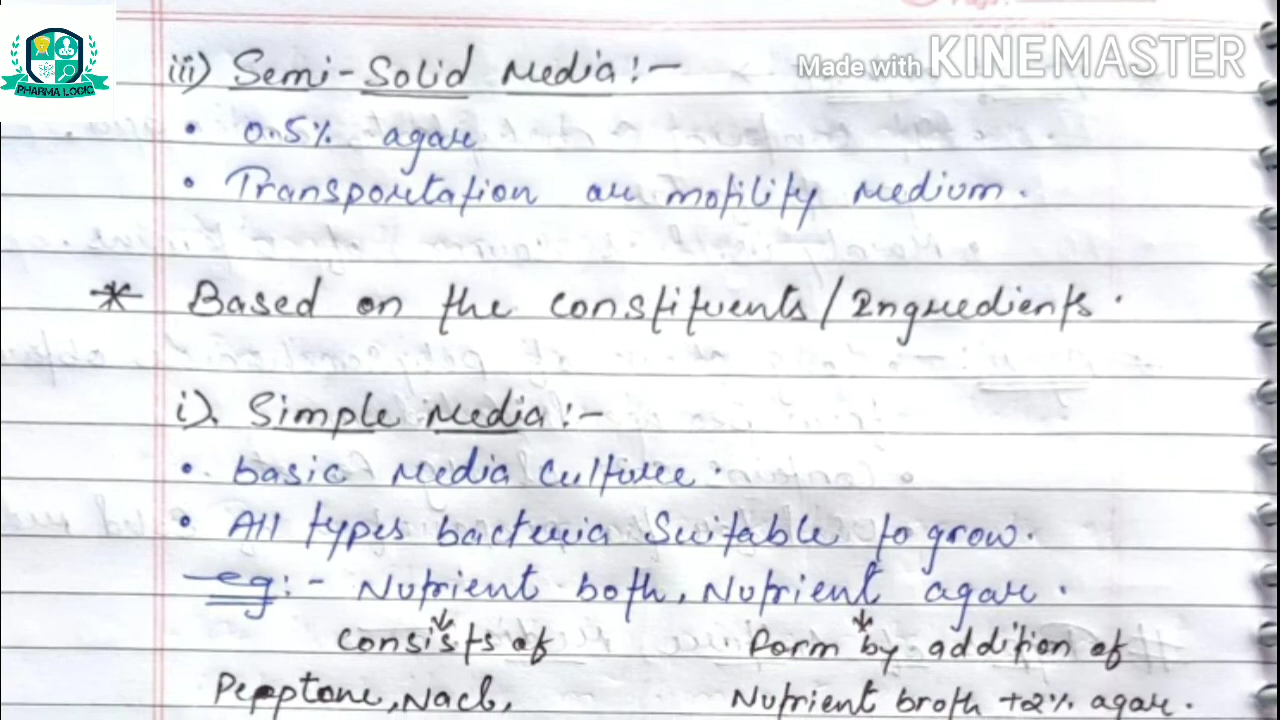 Made with KINEMASTER
PHARMA LOGIC
iii) Semi-Solid Media:-
• 0.5% agar
• Transportation or motility medium.
* Based on the constituents/Ingredients.
i). Simple Media:-
• basic Media Culture.
• All types bacteria Suitable to grow.
eg:- Nutrient both, Nutrient agar.
Consists of form by addition of
Pepptone, Nacl, Nutrient broth +2% agar.